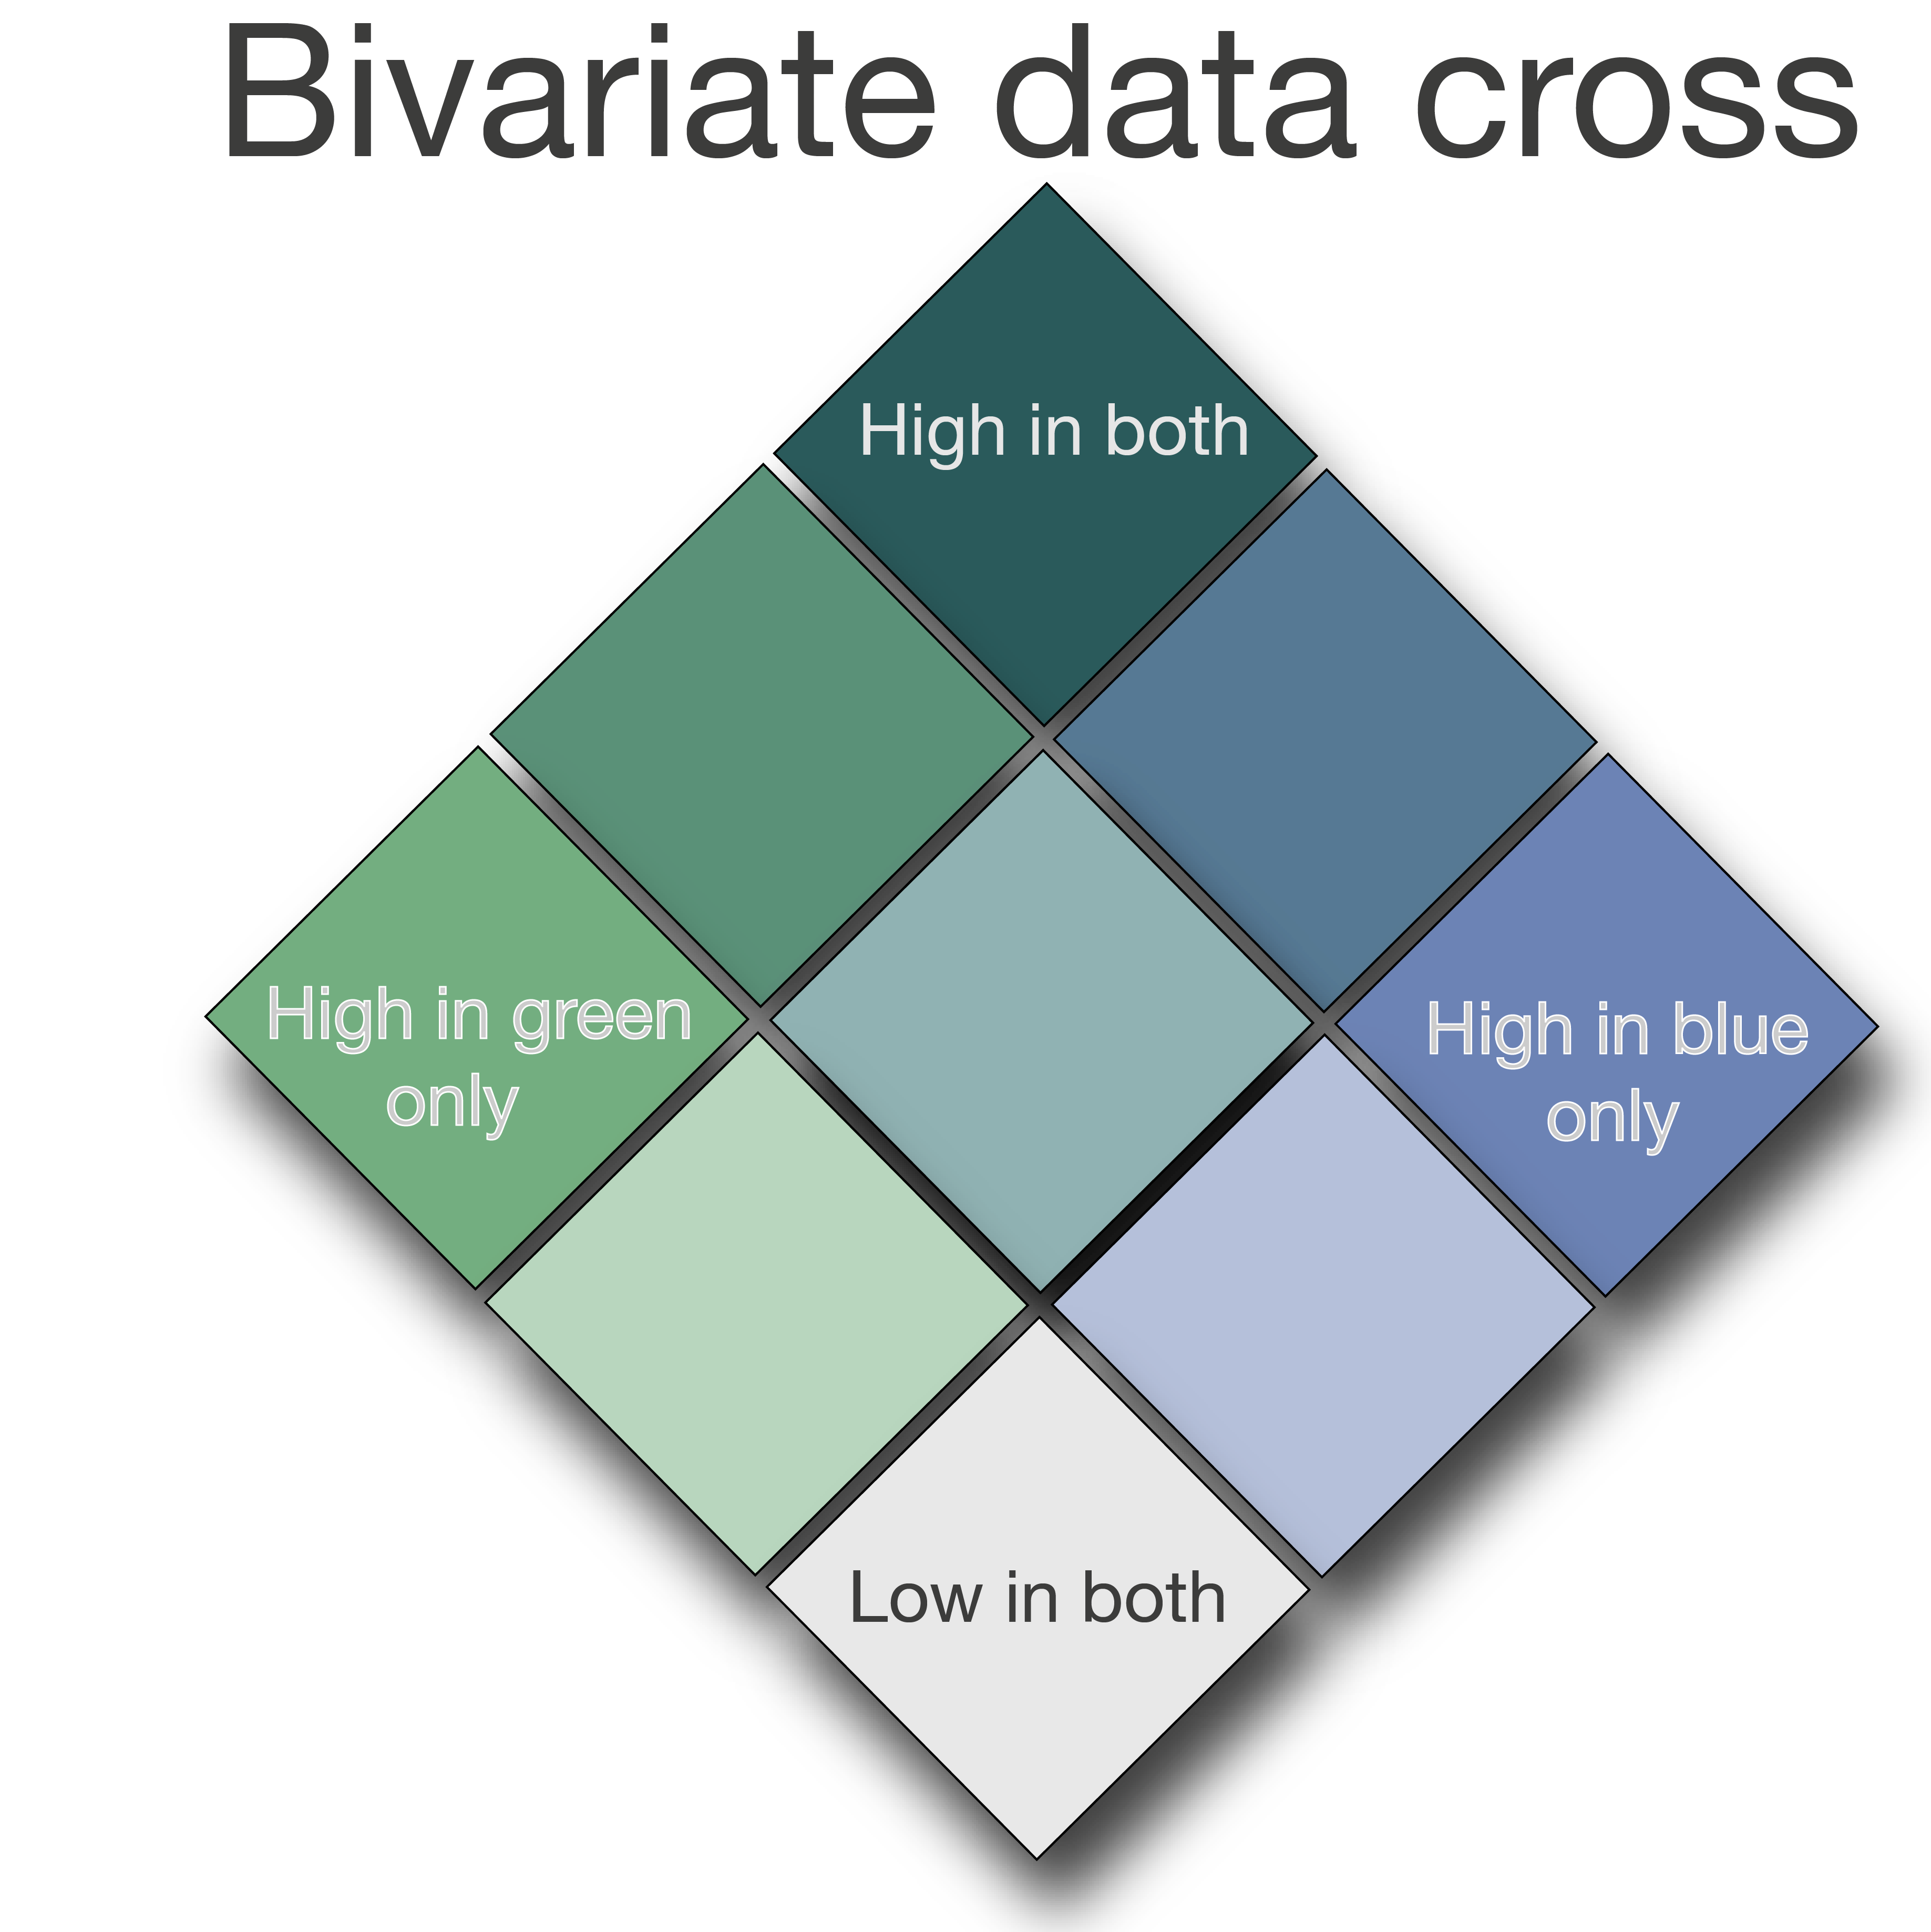 Bivariate data cross
High in both
High in green
only
High in blue
only
Low in both